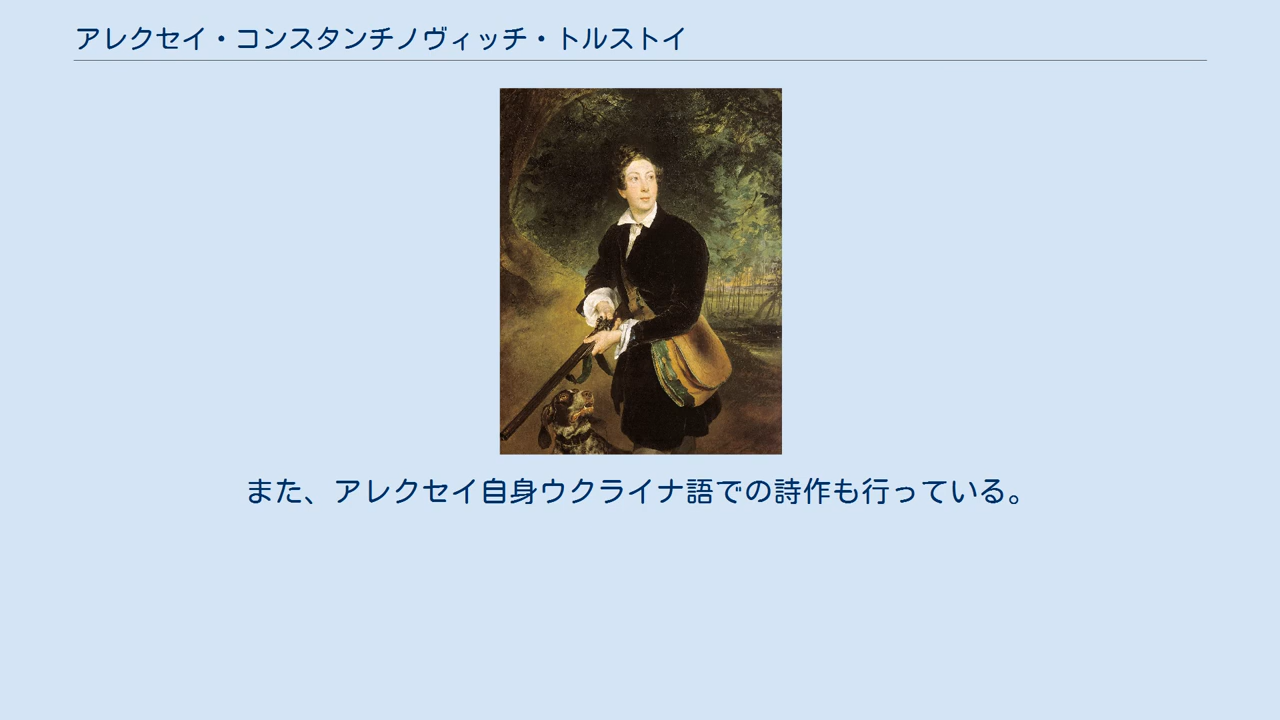 アレクセイ・コンスタンチノヴィッチ・トルストイ
また、アレクセイ自身ウクライナ語での詩作も行っている。